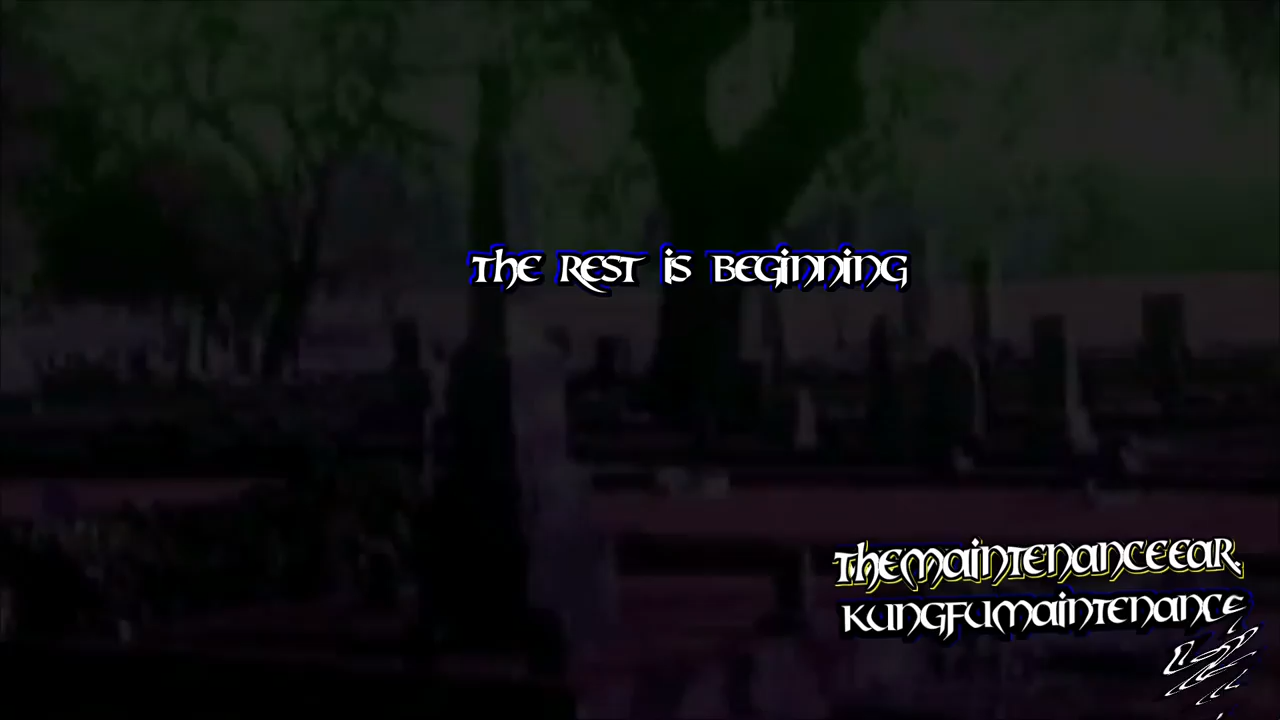 THE REST IS BEGINNING
THEMAINTENANCEEAR
KUNGFUMAINTENANCE